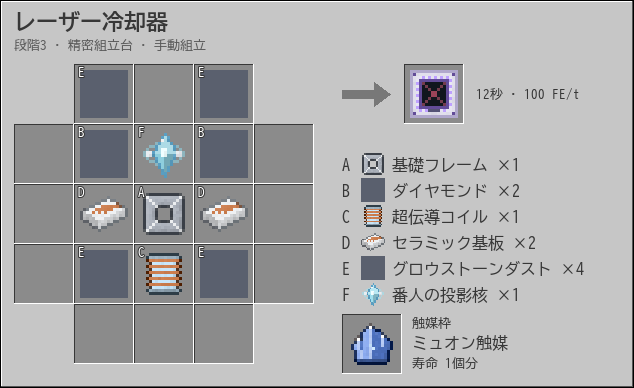 レーザー冷却器
段階3 · 精密組立台 · 手動組立
E E
B F B
D A D
E C E
12秒 · 100 FE/t
A 基礎フレーム ×1
B ダイヤモンド ×2
C 超伝導コイル ×1
D セラミック基板 ×2
E グロウストーンダスト ×4
F 番人の投影核 ×1
触媒枠
ミュオン触媒
寿命 1個分